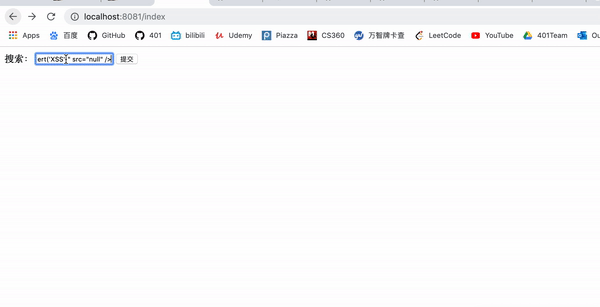 localhost:8081/index
Apps 百度 GitHub 401 bilibili Udemy Piazza CS360 万智牌卡查 LeetCode YouTube 401Team Ou
搜索： ert('XSS')" src="null" /> 提交